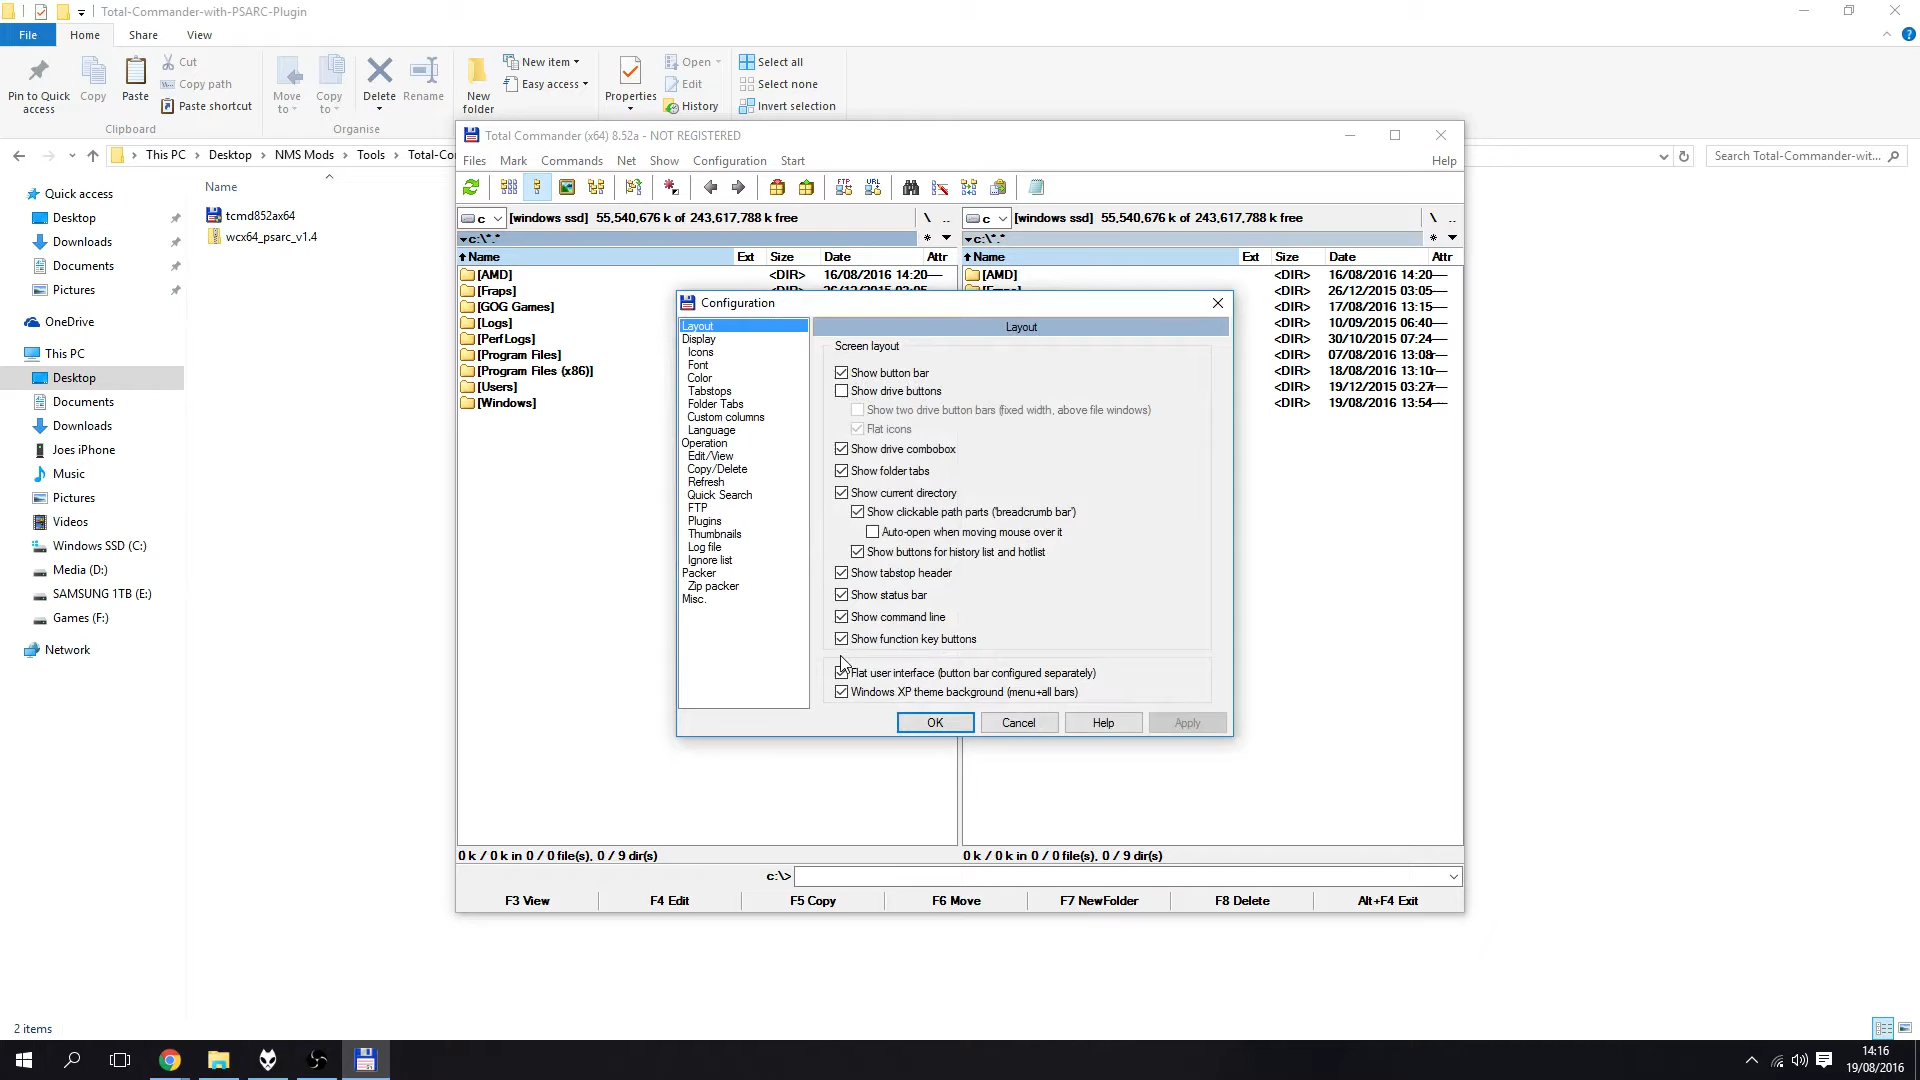 Total-Commander-with-PSARC-Plugin
File Home Share View
Pin to Quick access
Copy
Paste
Cut
Copy path
Paste shortcut
Clipboard
Move to
Copy to
Delete
Rename
Organise
New folder
New item
Easy access
Properties
Open
Edit
History
Select all
Select none
Invert selection
This PC Desktop NMS Mods Tools Total-Co
Search Total-Commander-wit...
Quick access
Desktop
Downloads
Documents
Pictures
OneDrive
This PC
Desktop
Documents
Downloads
Joes iPhone
Music
Pictures
Videos
Windows SSD (C:)
Media (D:)
SAMSUNG 1TB (E:)
Games (F:)
Network
Name
tcmd852ax64
wcx64_psarc_v1.4
2 items
Total Commander (x64) 8.52a - NOT REGISTERED
Files Mark Commands Net Show Configuration Start Help
FTP URL
c [windows ssd] 55,540,676 k of 243,617,788 k free \ ..
c:\*.* *
Name Ext Size Date Attr
[AMD] <DIR> 16/08/2016 14:20—
[Fraps] <DIR> 26/12/2015 03:05
[GOG Games]
[Logs]
[PerfLogs]
[Program Files]
[Program Files (x86)]
[Users]
[Windows]
0 k / 0 k in 0 / 0 file(s), 0 / 9 dir(s)
c [windows ssd] 55,540,676 k of 243,617,788 k free \ ..
c:\*.* *
Name Ext Size Date Attr
[AMD] <DIR> 16/08/2016 14:20—
<DIR> 26/12/2015 03:05—
<DIR> 17/08/2016 13:15—
<DIR> 10/09/2015 06:40—
<DIR> 30/10/2015 07:24—
<DIR> 07/08/2016 13:08r—
<DIR> 18/08/2016 13:10r—
<DIR> 19/12/2015 03:27r—
<DIR> 19/08/2016 13:54—
0 k / 0 k in 0 / 0 file(s), 0 / 9 dir(s)
c:\>
F3 View F4 Edit F5 Copy F6 Move F7 NewFolder F8 Delete Alt+F4 Exit
Configuration
Layout
Display
Icons
Font
Color
Tabstops
Folder Tabs
Custom columns
Language
Operation
Edit/View
Copy/Delete
Refresh
Quick Search
FTP
Plugins
Thumbnails
Log file
Ignore list
Packer
Zip packer
Misc.
Layout
Screen layout
Show button bar
Show drive buttons
Show two drive button bars (fixed width, above file windows)
Flat icons
Show drive combobox
Show folder tabs
Show current directory
Show clickable path parts ('breadcrumb bar')
Auto-open when moving mouse over it
Show buttons for history list and hotlist
Show tabstop header
Show status bar
Show command line
Show function key buttons
Flat user interface (button bar configured separately)
Windows XP theme background (menu+all bars)
OK Cancel Help Apply
14:16
19/08/2016